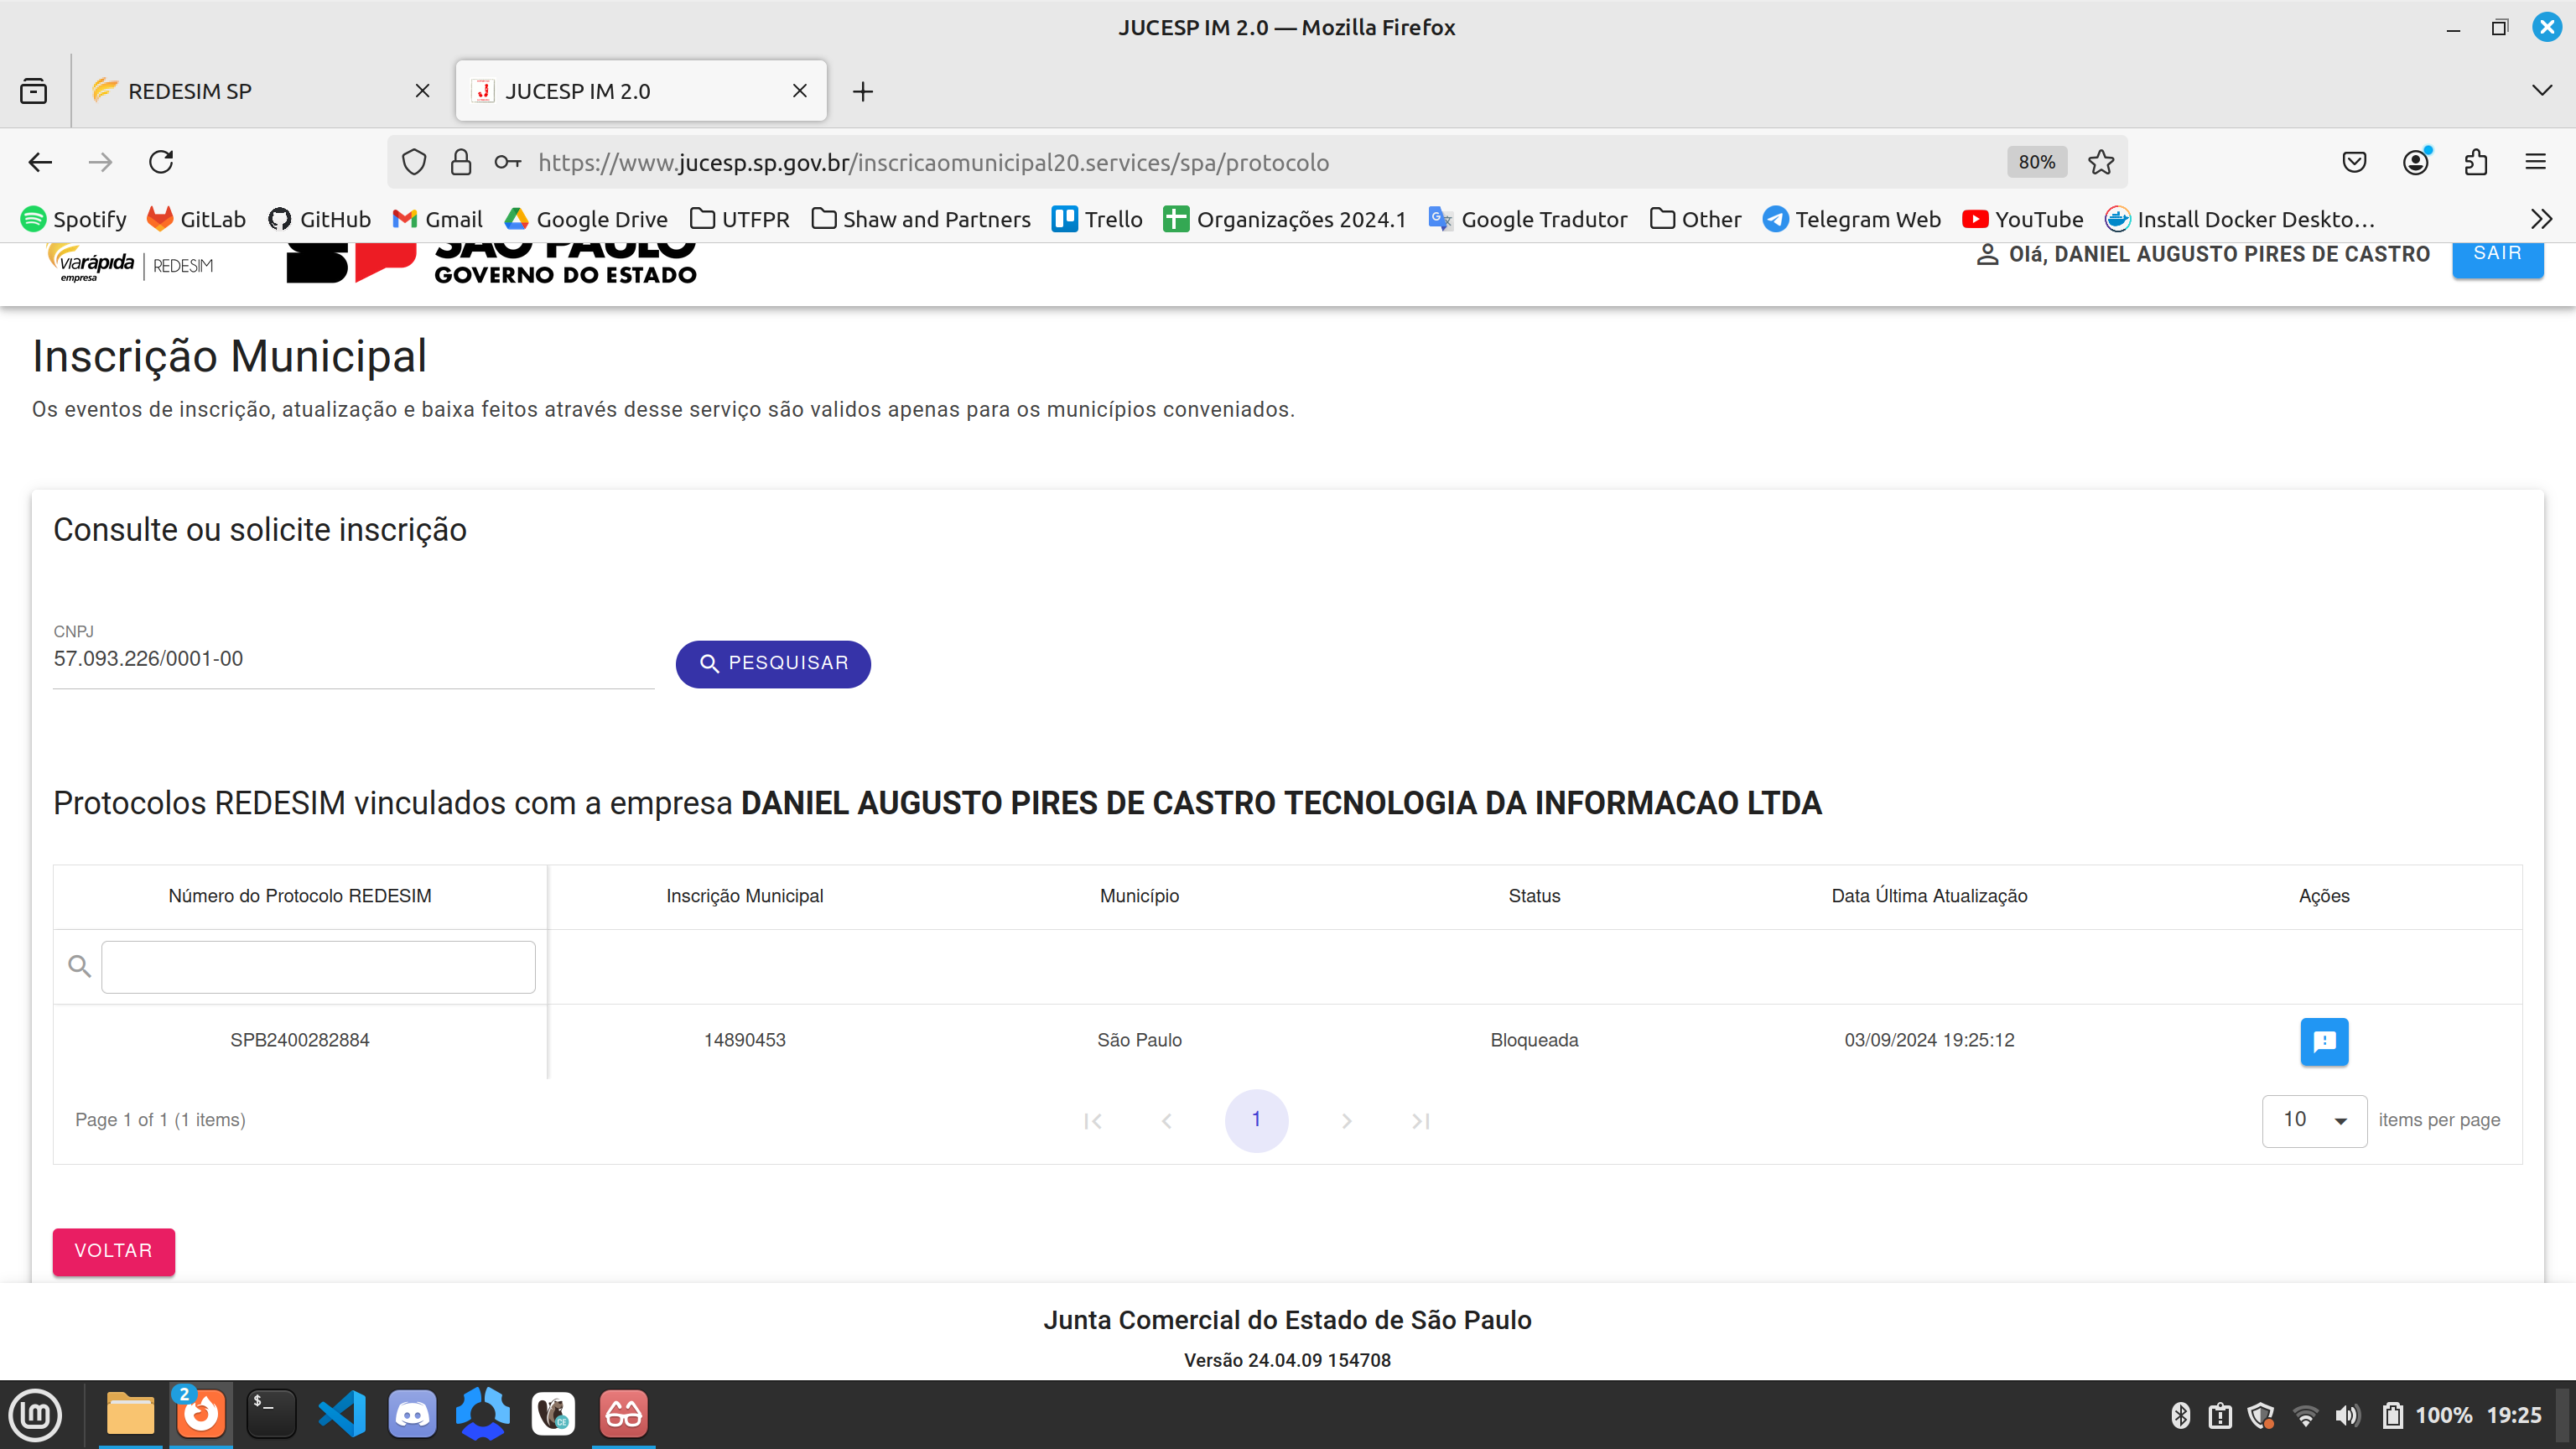 JUCESP IM 2.0 — Mozilla Firefox
REDESIM SP
JUCESP IM 2.0
https://www.jucesp.sp.gov.br/inscricaomunicipal20.services/spa/protocolo
80%
Spotify
GitLab
GitHub
Gmail
Google Drive
UTFPR
Shaw and Partners
Trello
Organizações 2024.1
Google Tradutor
Other
Telegram Web
YouTube
Install Docker Deskto…
viarápida
empresa
REDESIM
SÃO PAULO
GOVERNO DO ESTADO
Olá, DANIEL AUGUSTO PIRES DE CASTRO
SAIR
Inscrição Municipal
Os eventos de inscrição, atualização e baixa feitos através desse serviço são validos apenas para os municípios conveniados.
Consulte ou solicite inscrição
CNPJ
57.093.226/0001-00
PESQUISAR
Protocolos REDESIM vinculados com a empresa DANIEL AUGUSTO PIRES DE CASTRO TECNOLOGIA DA INFORMACAO LTDA
Número do Protocolo REDESIM
Inscrição Municipal
Município
Status
Data Última Atualização
Ações
SPB2400282884
14890453
São Paulo
Bloqueada
03/09/2024 19:25:12
Page 1 of 1 (1 items)
1
10
items per page
VOLTAR
Junta Comercial do Estado de São Paulo
Versão 24.04.09 154708
2
$_
CE
100%
19:25